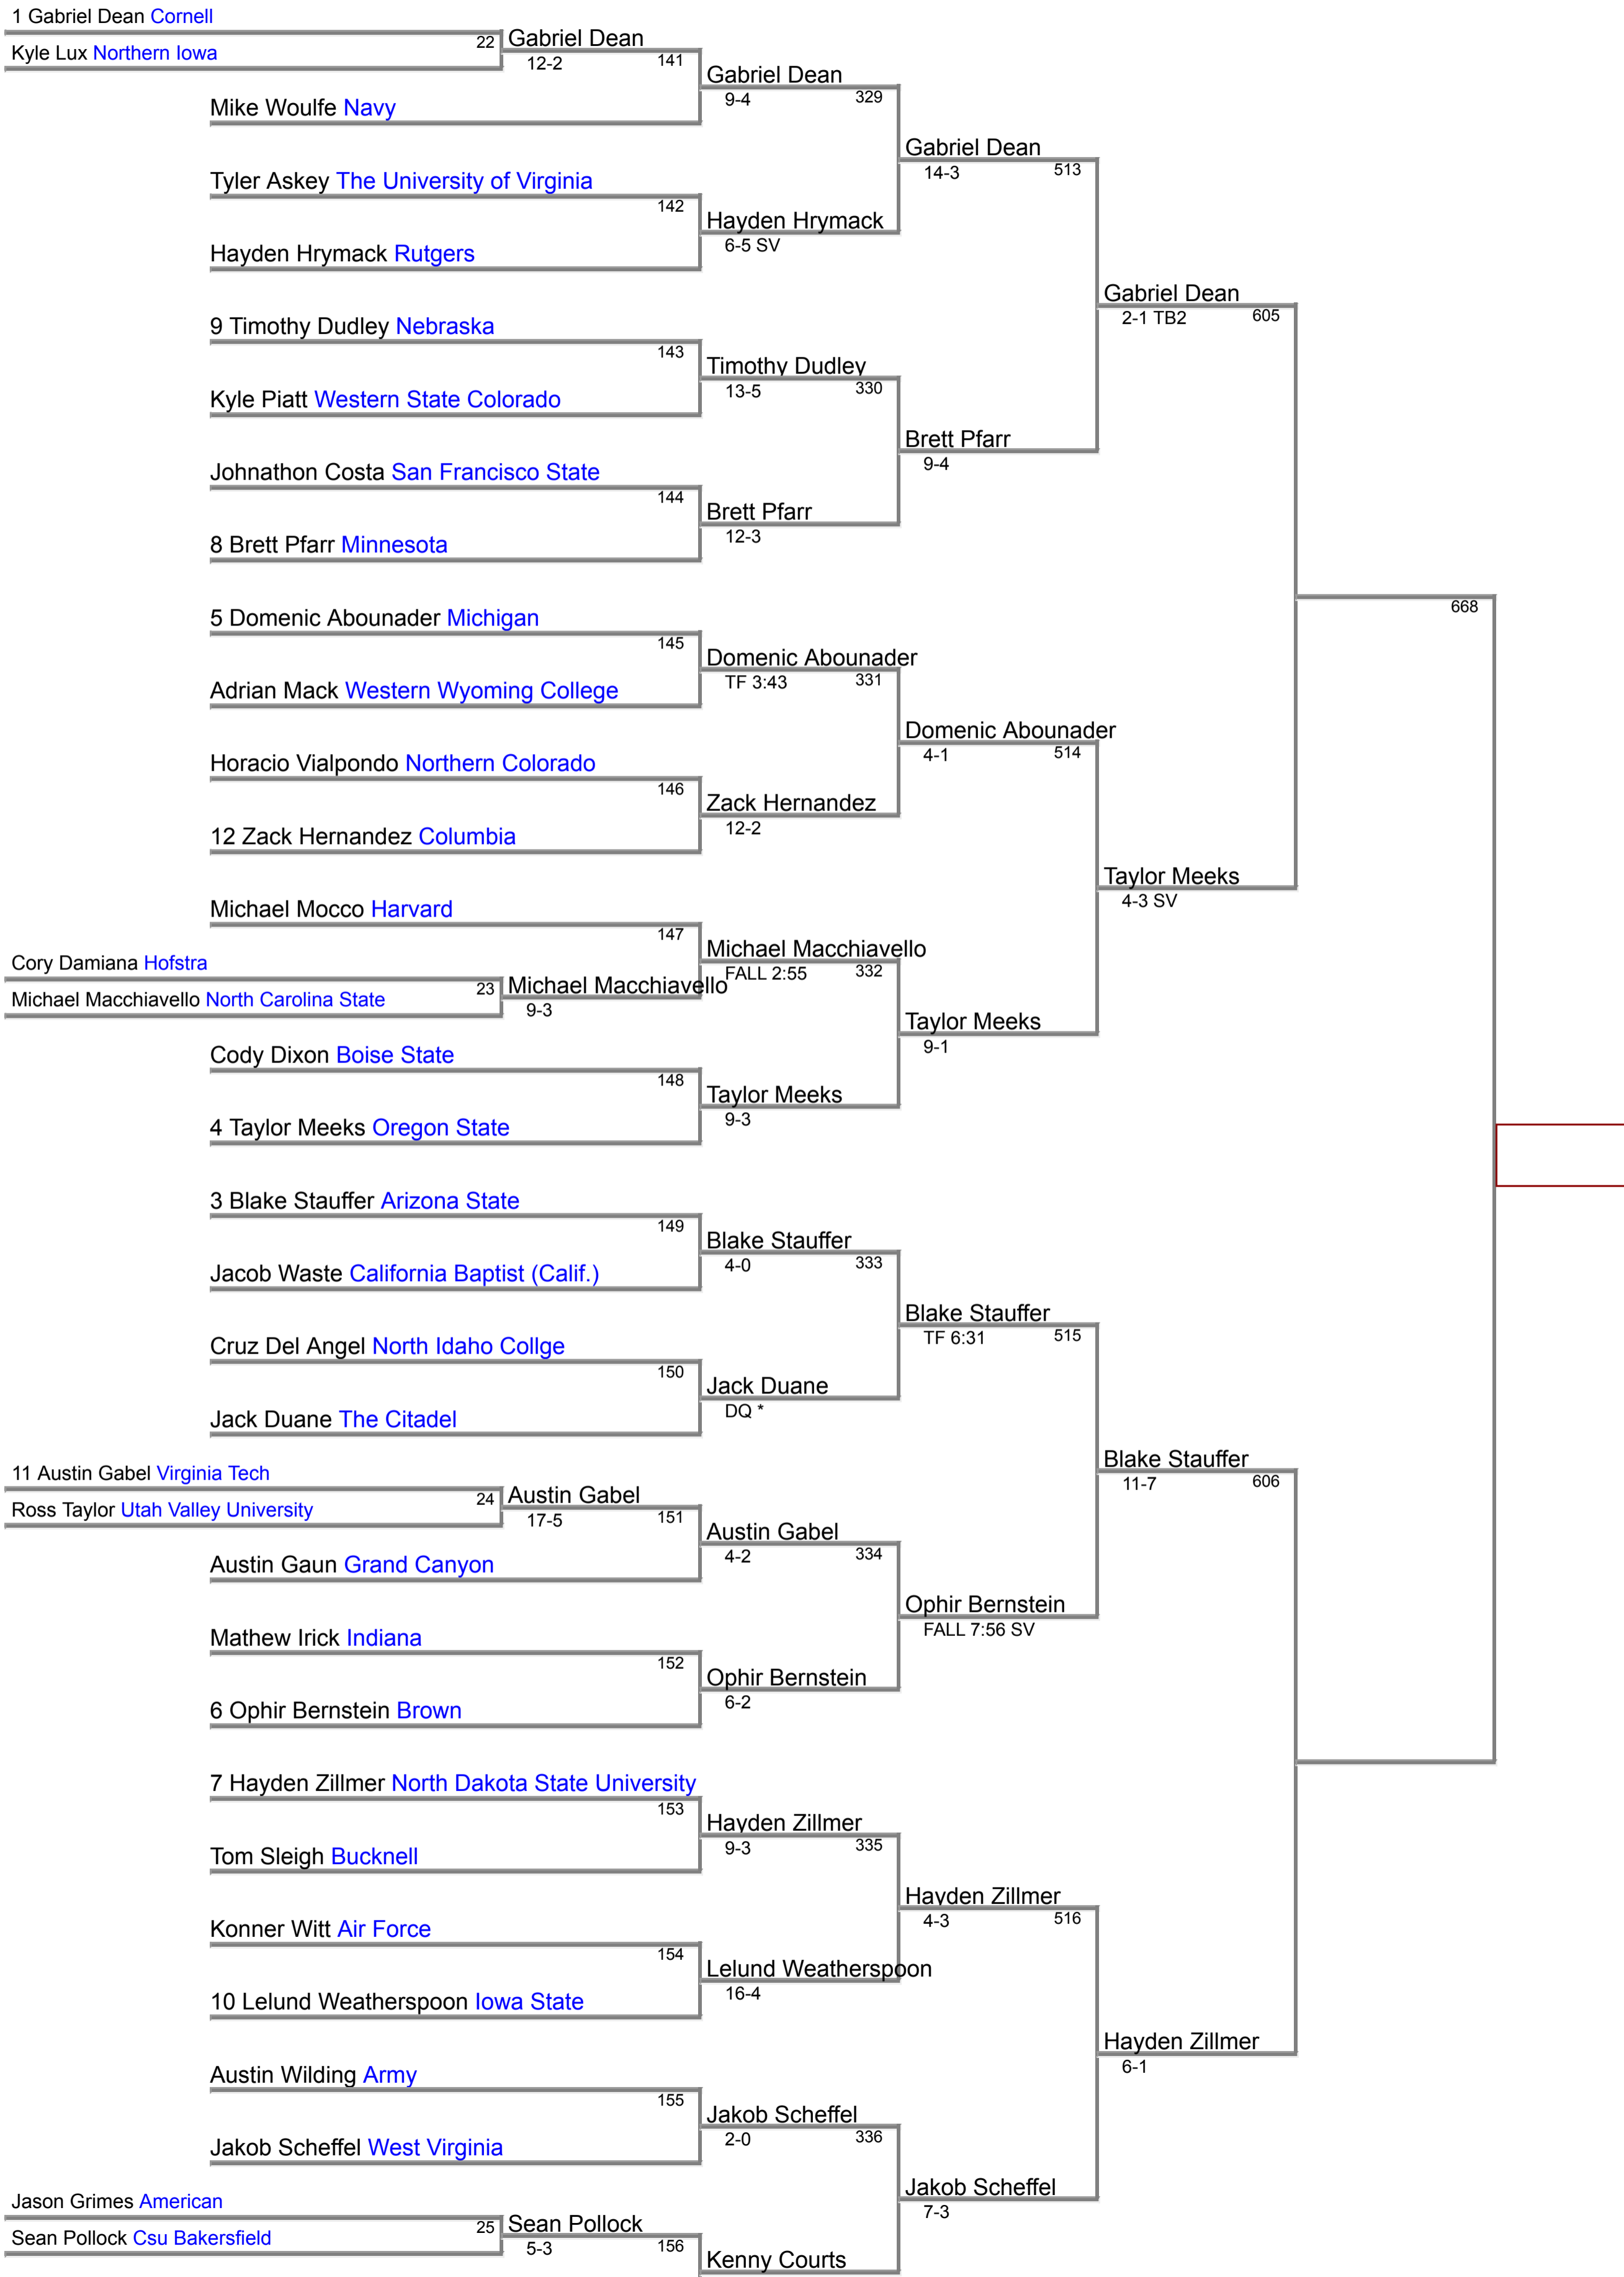 1 Gabriel Dean Cornell
22 Gabriel Dean
Kyle Lux Northern Iowa
12-2 141
Gabriel Dean
9-4 329
Mike Woulfe Navy
Gabriel Dean
14-3 513
Tyler Askey The University of Virginia
142
Hayden Hrymack
6-5 SV
Hayden Hrymack Rutgers
Gabriel Dean
2-1 TB2 605
9 Timothy Dudley Nebraska
143
Timothy Dudley
13-5 330
Kyle Piatt Western State Colorado
Brett Pfarr
9-4
Johnathon Costa San Francisco State
144
Brett Pfarr
12-3
8 Brett Pfarr Minnesota
668
5 Domenic Abounader Michigan
145
Domenic Abounader
TF 3:43 331
Adrian Mack Western Wyoming College
Domenic Abounader
4-1 514
Horacio Vialpondo Northern Colorado
146
Zack Hernandez
12-2
12 Zack Hernandez Columbia
Taylor Meeks
4-3 SV
Michael Mocco Harvard
147
Michael Macchiavello
FALL 2:55 332
Cory Damiana Hofstra
23 Michael Macchiavello
Michael Macchiavello North Carolina State
9-3
Taylor Meeks
9-1
Cody Dixon Boise State
148
Taylor Meeks
9-3
4 Taylor Meeks Oregon State
3 Blake Stauffer Arizona State
149
Blake Stauffer
4-0 333
Jacob Waste California Baptist (Calif.)
Blake Stauffer
TF 6:31 515
Cruz Del Angel North Idaho Collge
150
Jack Duane
DQ *
Jack Duane The Citadel
Blake Stauffer
11-7 606
11 Austin Gabel Virginia Tech
24 Austin Gabel
Ross Taylor Utah Valley University
17-5 151
Austin Gabel
4-2 334
Austin Gaun Grand Canyon
Ophir Bernstein
FALL 7:56 SV
Mathew Irick Indiana
152
Ophir Bernstein
6-2
6 Ophir Bernstein Brown
7 Hayden Zillmer North Dakota State University
153
Hayden Zillmer
9-3 335
Tom Sleigh Bucknell
Hayden Zillmer
4-3 516
Konner Witt Air Force
154
Lelund Weatherspoon
16-4
10 Lelund Weatherspoon Iowa State
Hayden Zillmer
6-1
Austin Wilding Army
155
Jakob Scheffel
2-0 336
Jakob Scheffel West Virginia
Jakob Scheffel
7-3
Jason Grimes American
25 Sean Pollock
Sean Pollock Csu Bakersfield
5-3 156
Kenny Courts